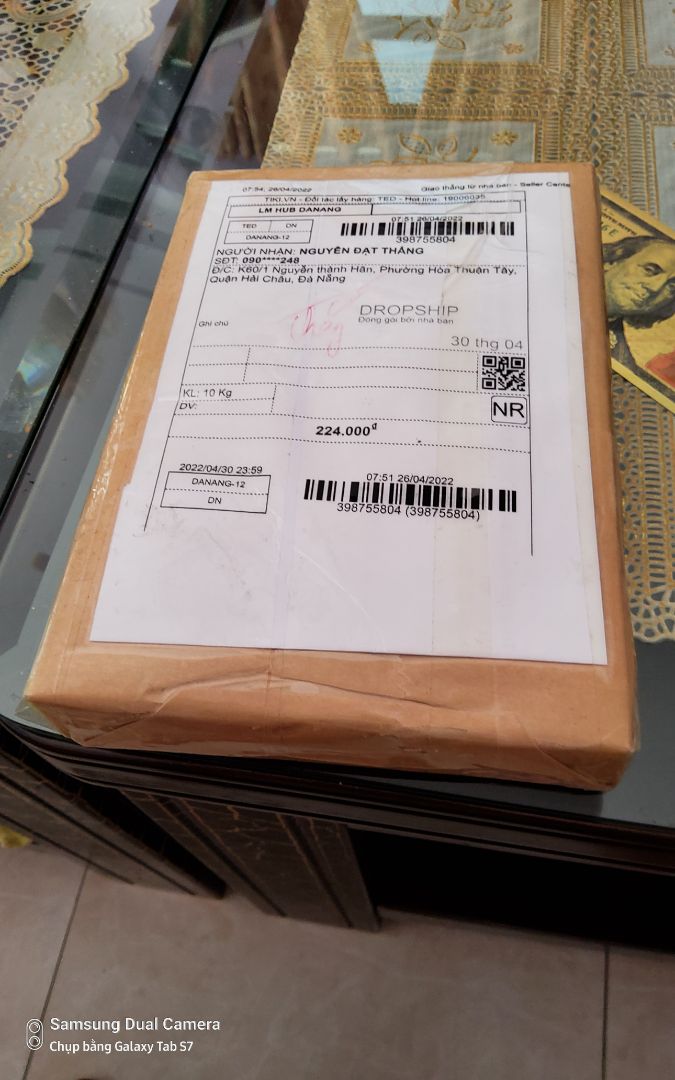 07:54, 26/04/2022
Giao thẳng từ nhà bán - Seller Cente
TIKI.VN - Đối tác lấy hàng: TED - Hot line: 19006035
LM HUB DANANG
TED DN
DANANG-12
07:51 26/04/2022
398755804
NGƯỜI NHẬN: NGUYỄN ĐẠT THẮNG
SĐT: 090****248
Đ/C: K60/1 Nguyễn thành Hãn, Phường Hòa Thuận Tây,
Quận Hải Châu, Đà Nẵng
DROPSHIP
Đóng gói bởi nhà bán
Ghi chú
30 thg 04
KL: 10 Kg
DV:
NR
224.000đ
2022/04/30 23:59
DANANG-12
DN
07:51 26/04/2022
398755804 (398755804)
Samsung Dual Camera
Chụp bằng Galaxy Tab S7